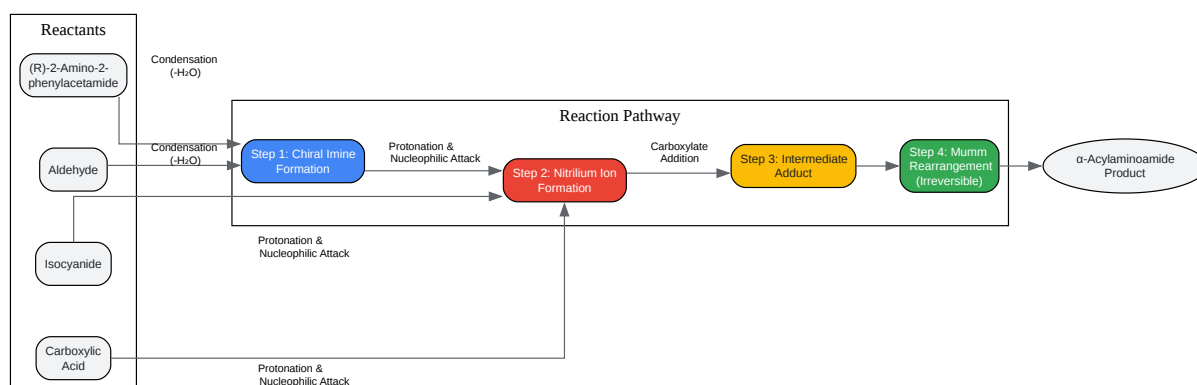 Reactants
(R)-2-Amino-2-
phenylacetamide
Condensation
(-H₂O)
Reaction Pathway
Aldehyde
Condensation
(-H₂O)
Step 1: Chiral Imine
Formation
Protonation &
Nucleophilic Attack
Step 2: Nitrilium Ion
Formation
Carboxylate
Addition
Step 3: Intermediate
Adduct
Step 4: Mumm
Rearrangement
(Irreversible)
α-Acylaminoamide
Product
Isocyanide
Protonation &
Nucleophilic Attack
Carboxylic
Acid
Protonation &
Nucleophilic Attack